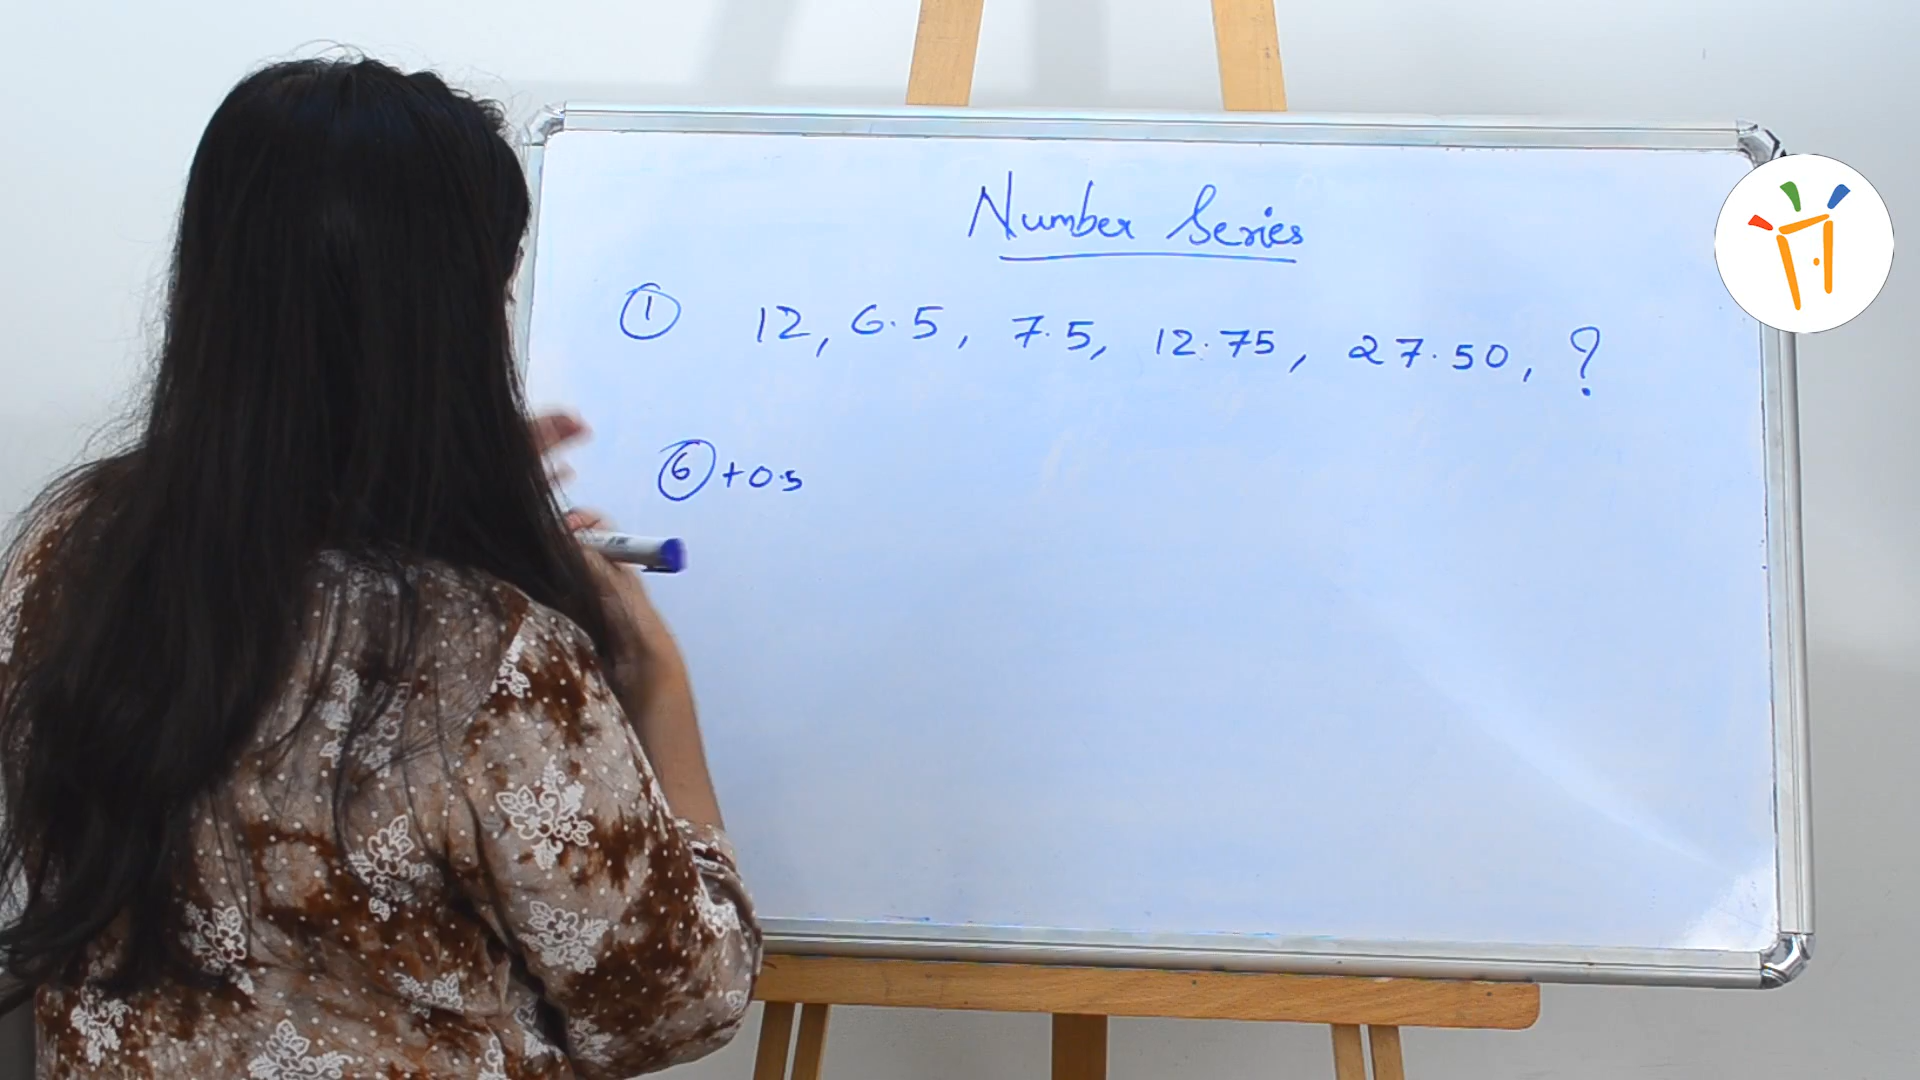 Number Series
① 12, 6.5, 7.5, 12.75, 27.50, ?
⑥ + 0.5